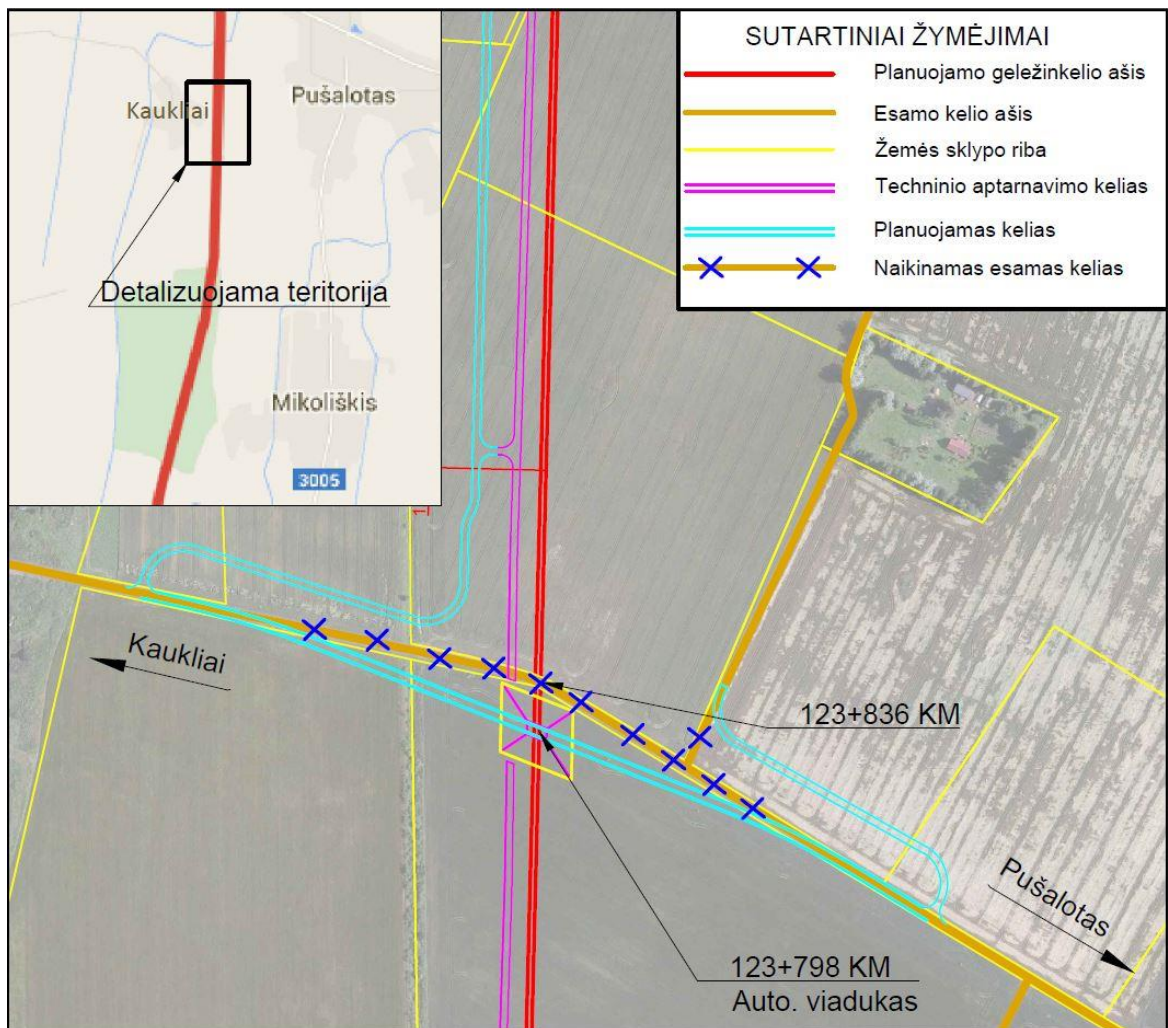 Kaukliai
Pušalotas
Detalizuojama teritorija
Mikoliškis
3005
SUTARTINIAI ŽYMĖJIMAI
Planuojamo geležinkelio ašis
Esamo kelio ašis
Žemės sklypo riba
Techninio aptarnavimo kelias
Planuojamas kelias
Naikinamas esamas kelias
Kaukliai
123+836 KM
Pušalotas
123+798 KM
Auto. viadukas